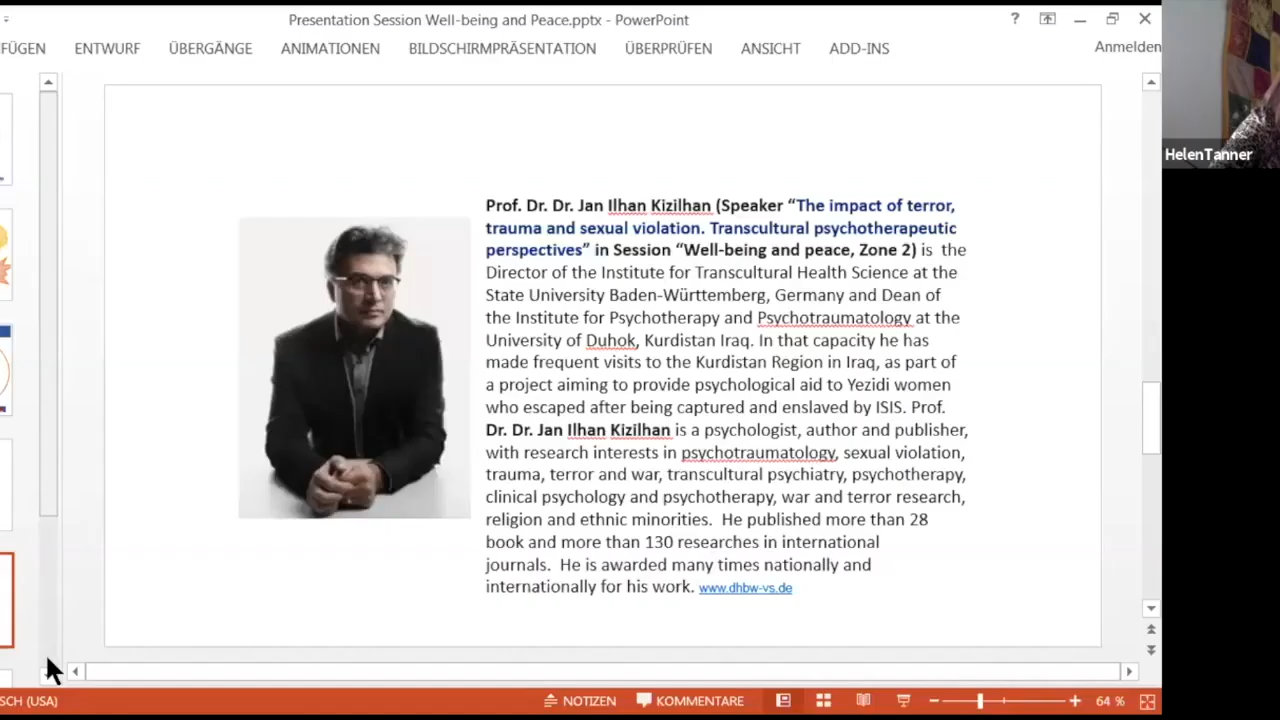 Presentation Session Well-being and Peace.pptx - PowerPoint
?
FÜGEN ENTWURF ÜBERGÄNGE ANIMATIONEN BILDSCHIRMPRÄSENTATION ÜBERPRÜFEN ANSICHT ADD-INS Anmelden
HelenTanner
Prof. Dr. Dr. Jan Ilhan Kizilhan (Speaker “The impact of terror,
trauma and sexual violation. Transcultural psychotherapeutic
perspectives” in Session “Well-being and peace, Zone 2) is the
Director of the Institute for Transcultural Health Science at the
State University Baden-Württemberg, Germany and Dean of
the Institute for Psychotherapy and Psychotraumatology at the
University of Duhok, Kurdistan Iraq. In that capacity he has
made frequent visits to the Kurdistan Region in Iraq, as part of
a project aiming to provide psychological aid to Yezidi women
who escaped after being captured and enslaved by ISIS. Prof.
Dr. Dr. Jan Ilhan Kizilhan is a psychologist, author and publisher,
with research interests in psychotraumatology, sexual violation,
trauma, terror and war, transcultural psychiatry, psychotherapy,
clinical psychology and psychotherapy, war and terror research,
religion and ethnic minorities. He published more than 28
book and more than 130 researches in international
journals. He is awarded many times nationally and
internationally for his work. www.dhbw-vs.de
SCH (USA) NOTIZEN KOMMENTARE 64 %